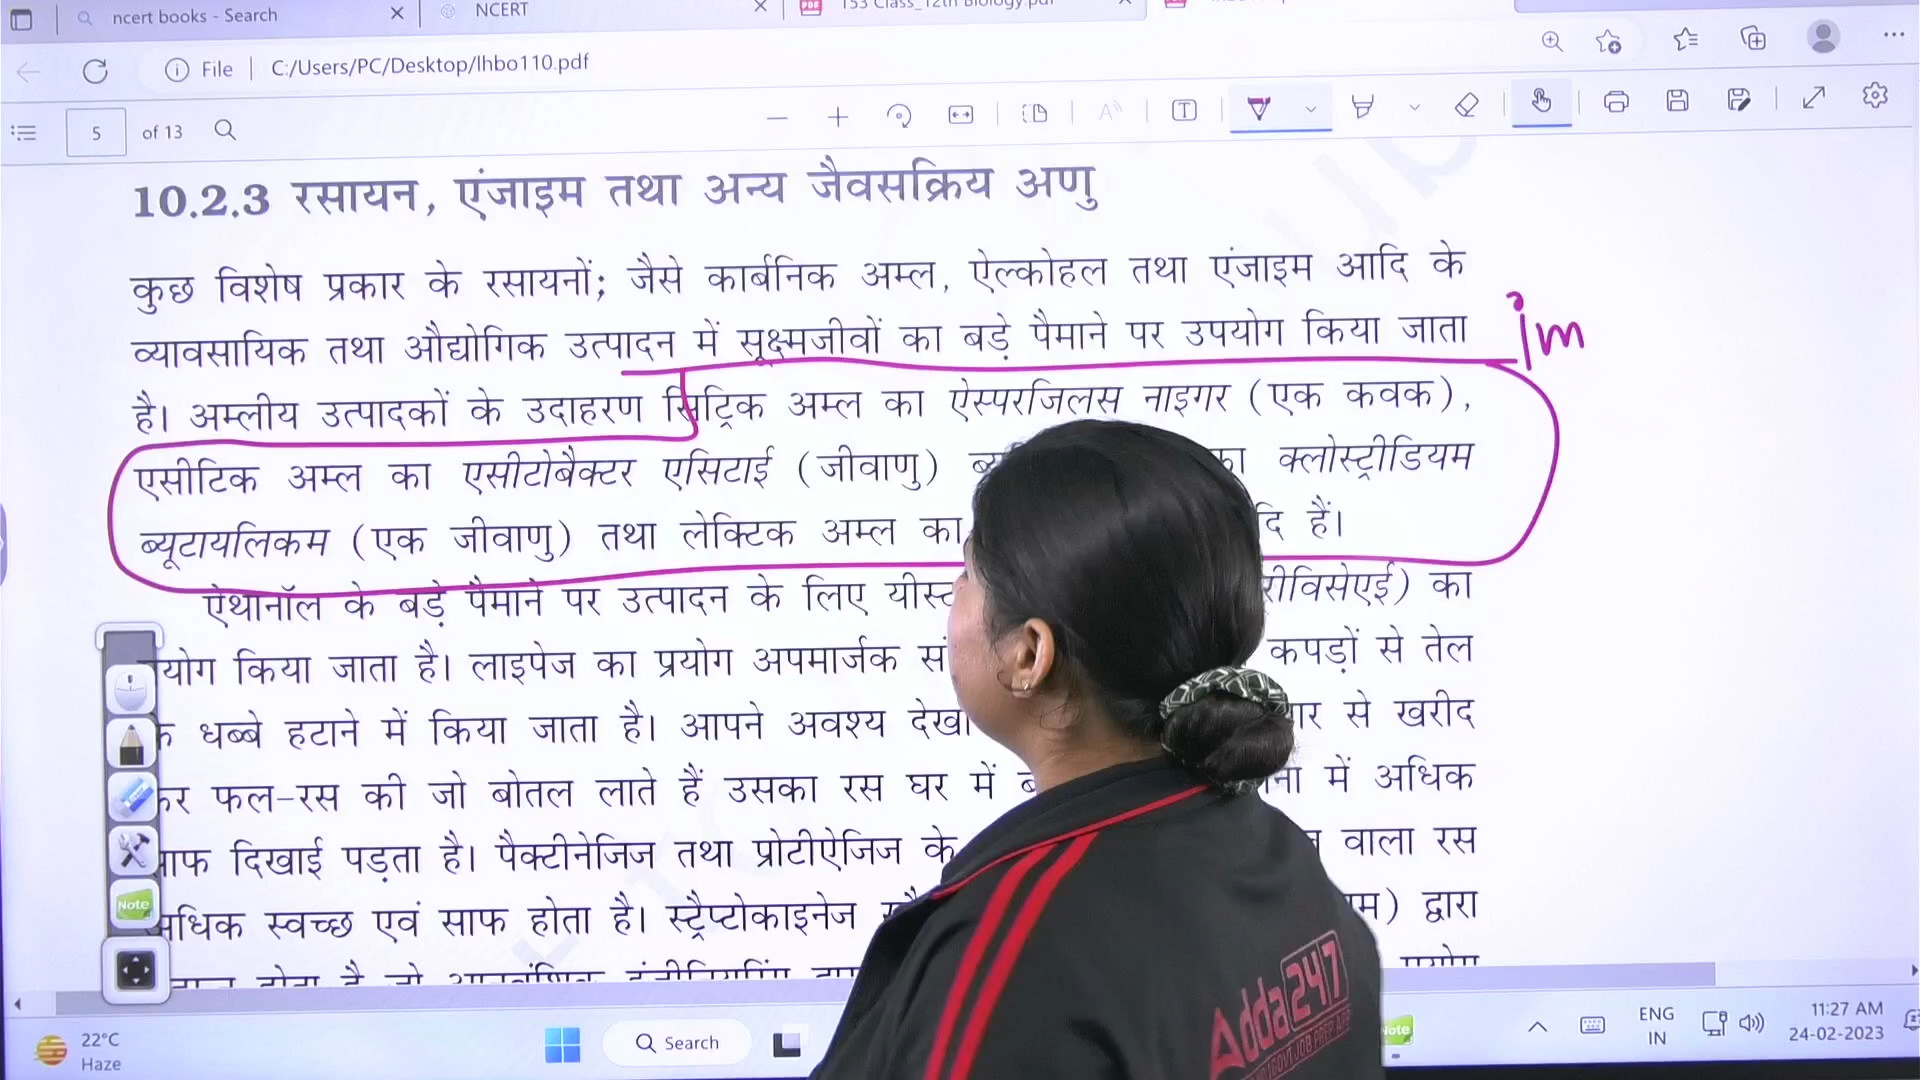 ncert books - Search
NCERT
File C:/Users/PC/Desktop/lhbo110.pdf
5 of 13
10.2.3 रसायन, एंजाइम तथा अन्य जैवसक्रिय अणु
कुछ विशेष प्रकार के रसायनों; जैसे कार्बनिक अम्ल, ऐल्कोहल तथा एंजाइम आदि के
व्यावसायिक तथा औद्योगिक उत्पादन में सूक्ष्मजीवों का बड़े पैमाने पर उपयोग किया जाता
im
है। अम्लीय उत्पादकों के उदाहरण सिट्रिक अम्ल का ऐस्परजिलस नाइगर (एक कवक),
एसीटिक अम्ल का एसीटोबैक्टर एसिटाई (जीवाणु) का क्लोस्ट्रीडियम
ब्यूटायलिकम (एक जीवाणु) तथा लेक्टिक अम्ल का हैं।
ऐथानॉल के बड़े पैमाने पर उत्पादन के लिए का
किया जाता है। लाइपेज का प्रयोग अपमार्जक कपड़ों से तेल
धब्बे हटाने में किया जाता है। आपने अवश्य से खरीद
फल-रस की जो बोतल लाते हैं उसका रस घर में में अधिक
दिखाई पड़ता है। पैक्टीनेजिज तथा प्रोटीऐजिज के वाला रस
स्वच्छ एवं साफ होता है। स्ट्रैप्टोकाइनेज द्वारा
Note
Adda247
22°C
Haze
Search
ENG
IN
11:27 AM
24-02-2023